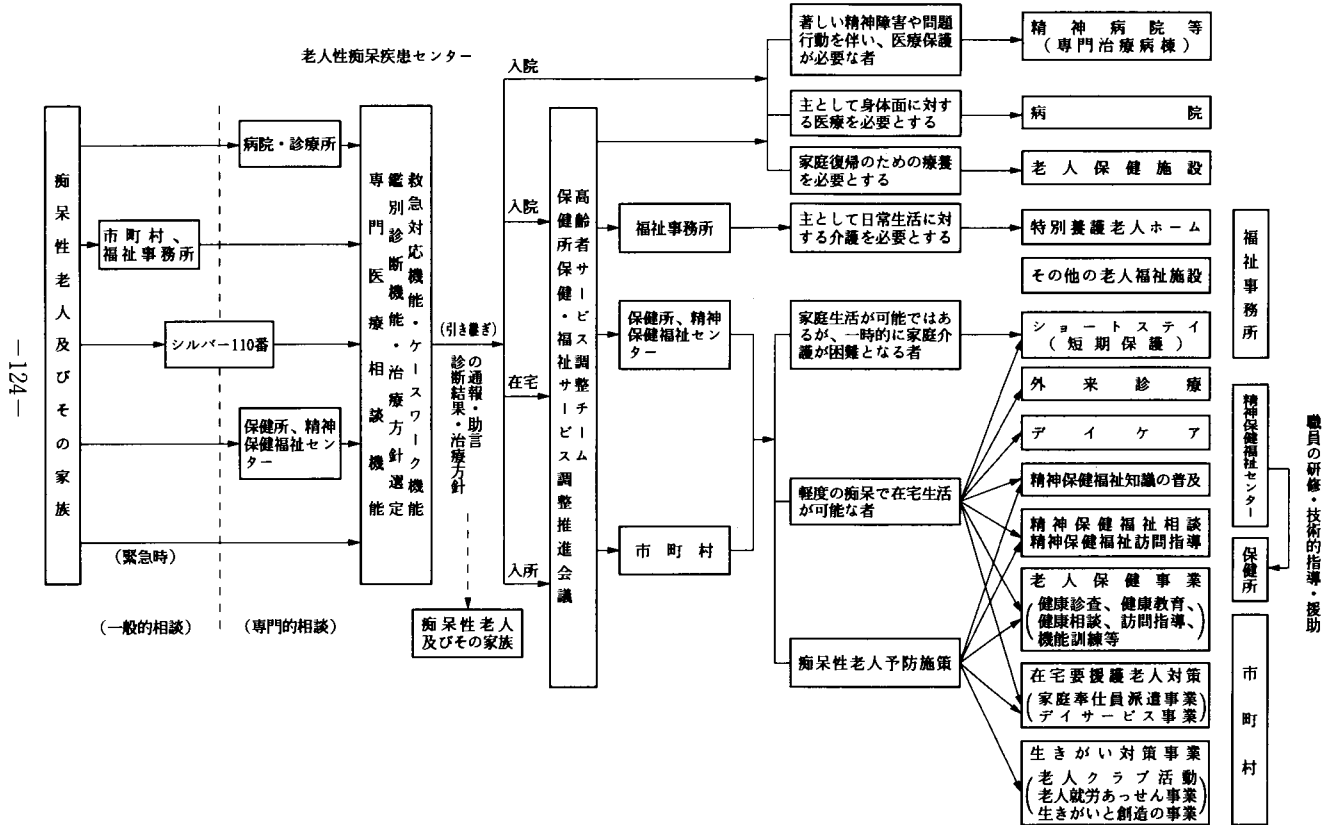 老人性痴呆疾患センター
痴呆性老人及びその家族
病院・診療所
市町村、
福祉事務所
シルバー110番
保健所、精神
保健福祉セン
ター
(緊急時)
(一般的相談)
(専門的相談)
救急対応機能・ケースワーク機能
鑑別診断機能・治療方針選定
専門医療相談機能
(引き継ぎ)
の通報・助言
診断結果・治療方針
痴呆性老人
及びその家族
入院
入院
在宅
入所
高齢者サービス調整チーム
保健所保健・福祉サービス調整推進会議
福祉事務所
保健所、精神
保健福祉セン
ター
市町村
著しい精神障害や問題
行動を伴い、医療保護
が必要な者
主として身体面に対す
る医療を必要とする
家庭復帰のための療養
を必要とする
主として日常生活に対
する介護を必要とする
家庭生活が可能ではあ
るが、一時的に家庭介
護が困難となる者
軽度の痴呆で在宅生活
が可能な者
痴呆性老人予防施策
精神病院等
(専門治療病棟)
病院
老人保健施設
特別養護老人ホーム
その他の老人福祉施設
ショートステイ
(短期保護)
外来診療
デイケア
精神保健福祉知識の普及
精神保健福祉相談
精神保健福祉訪問指導
老人保健事業
(健康診査、健康教育、
健康相談、訪問指導、
機能訓練等)
在宅要援護老人対策
(家庭奉仕員派遣事業
デイサービス事業)
生きがい対策事業
(老人クラブ活動
老人就労あっせん事業
生きがいと創造の事業)
福祉事務所
精神保健福祉センター
保健所
市町村
職員の研修・技術的指導・援助
—124—